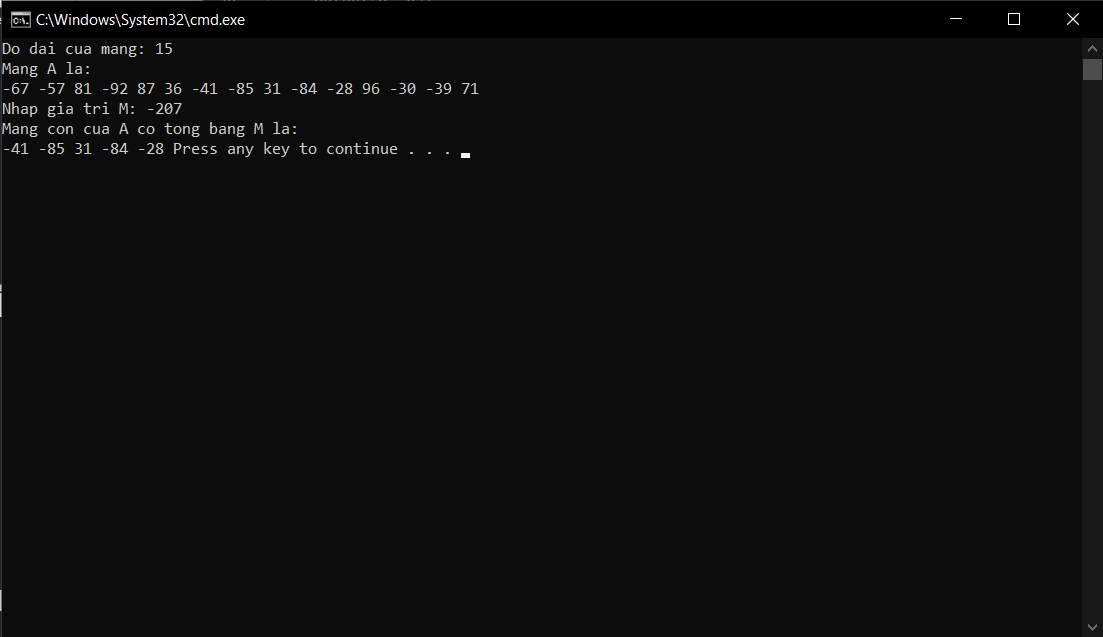 C:\Windows\System32\cmd.exe
Do dai cua mang: 15
Mang A la:
-67 -57 81 -92 87 36 -41 -85 31 -84 -28 96 -30 -39 71
Nhap gia tri M: -207
Mang con cua A co tong bang M la:
-41 -85 31 -84 -28 Press any key to continue . . .